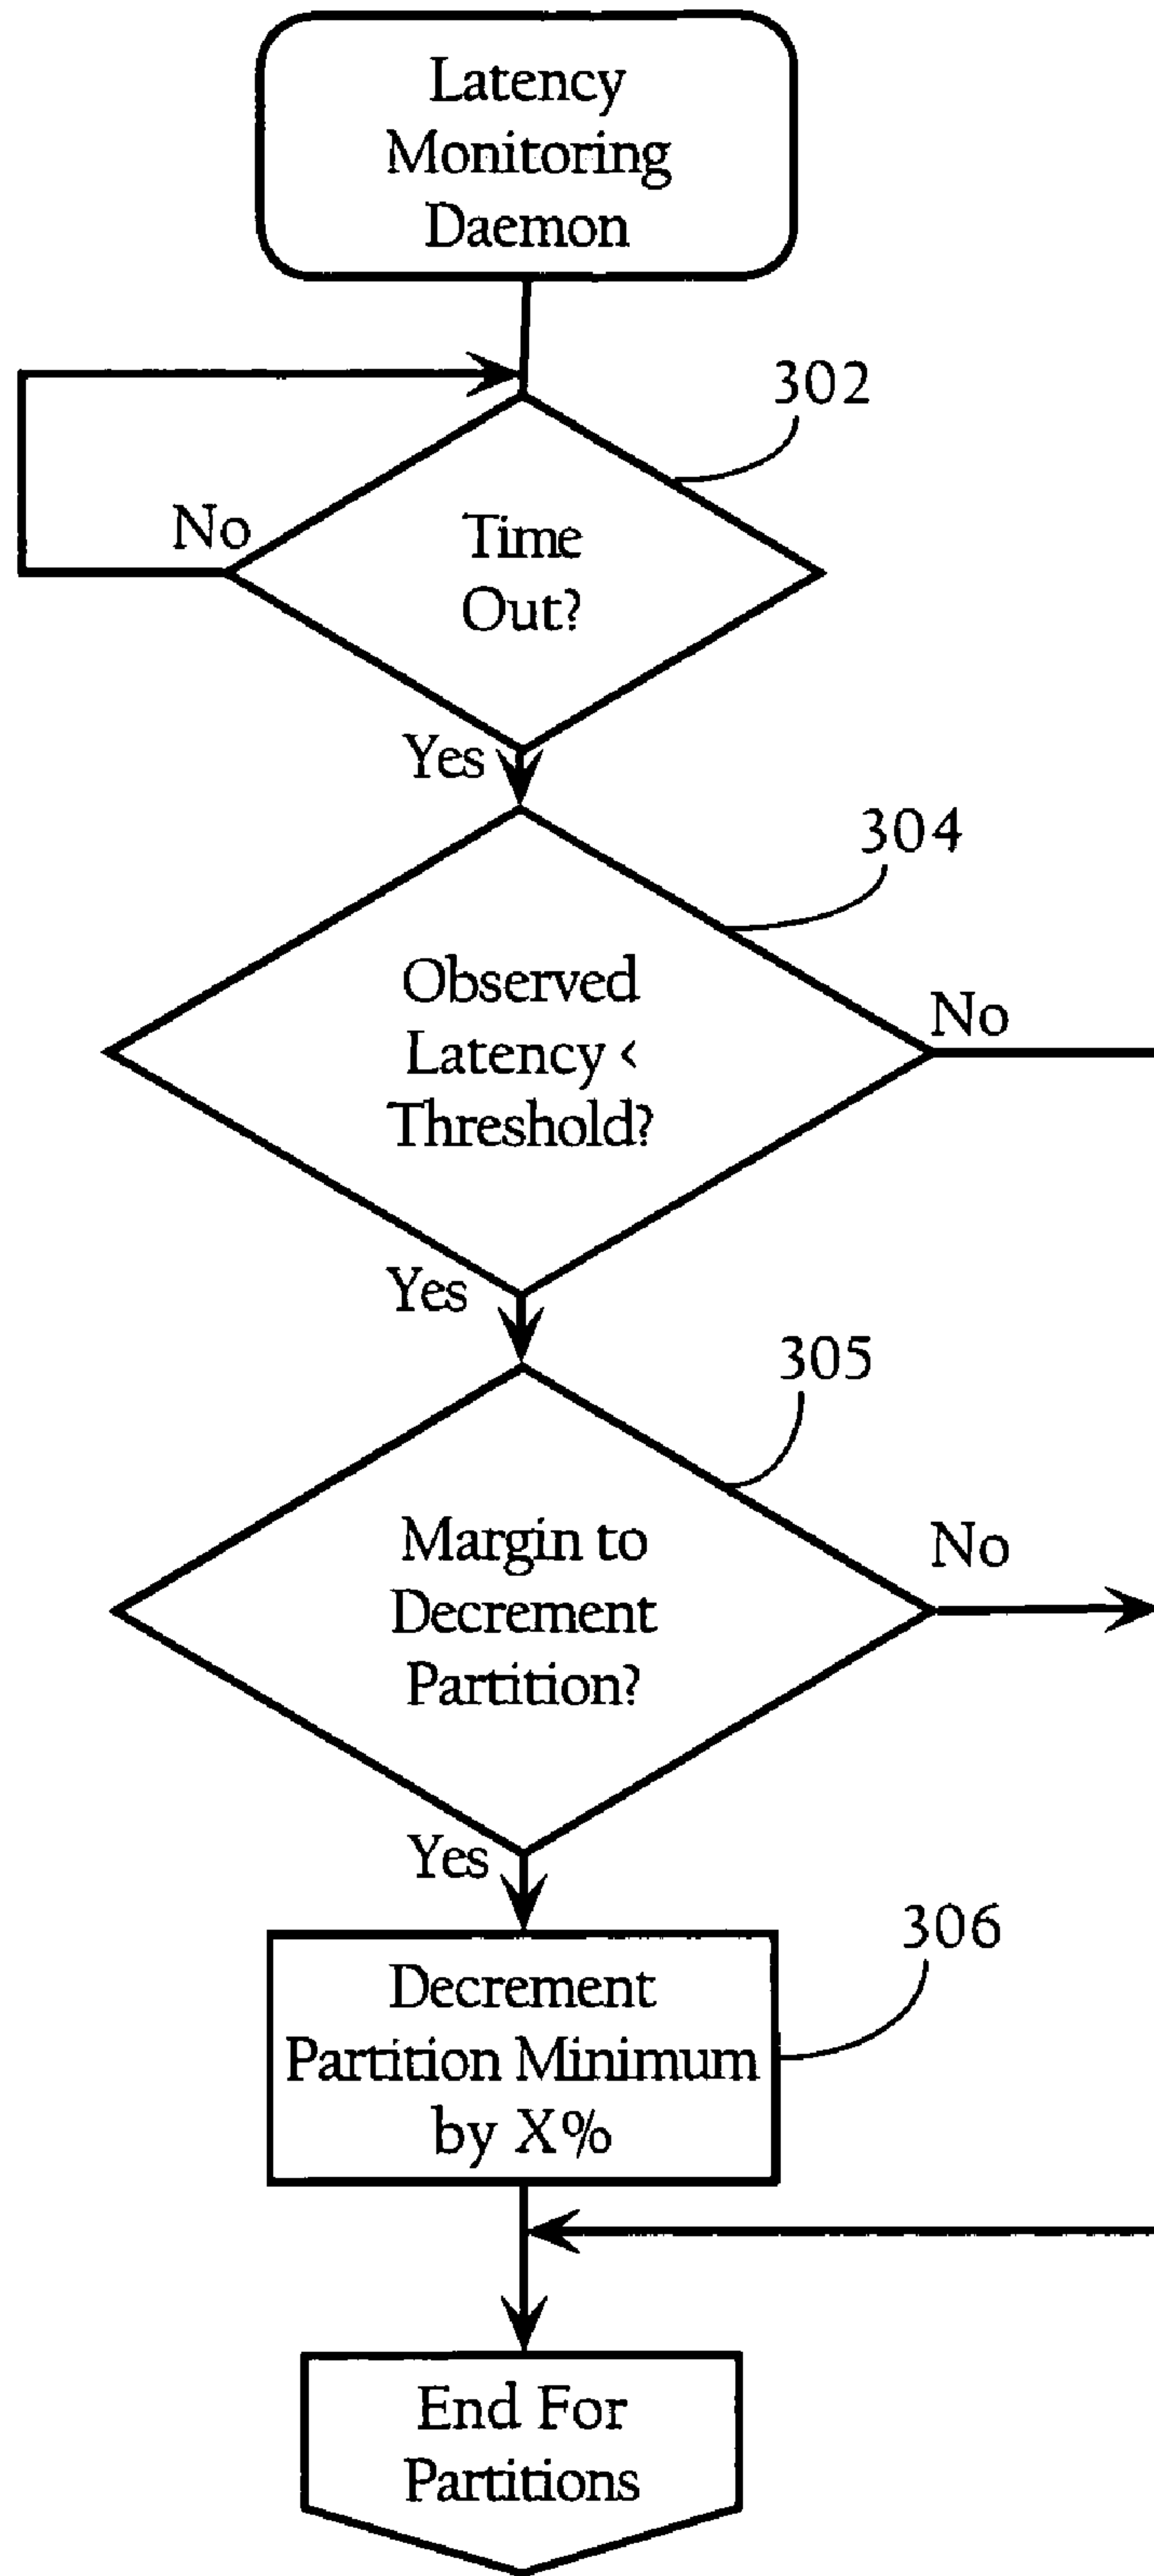 Latency
Monitoring
Daemon
302
No
Time
Out?
Yes
304
Observed
Latency <
Threshold?
No
Yes
305
Margin to
Decrement
Partition?
No
Yes
306
Decrement
Partition Minimum
by X%
End For
Partitions